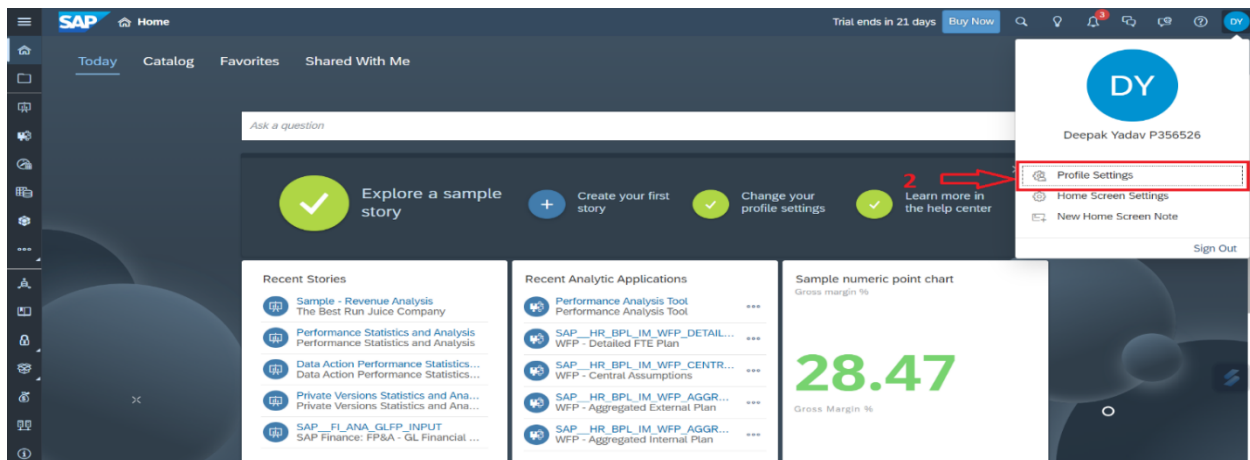 SAP Home
Trial ends in 21 days Buy Now 3 DY
Today Catalog Favorites Shared With Me
DY
Deepak Yadav P356526
Ask a question
2
Profile Settings
Home Screen Settings
New Home Screen Note
Sign Out
Explore a sample
story
Create your first
story
Change your
profile settings
Learn more in
the help center
Recent Stories
Sample - Revenue Analysis
The Best Run Juice Company
Performance Statistics and Analysis
Performance Statistics and Analysis
Data Action Performance Statistics...
Data Action Performance Statistics...
Private Versions Statistics and Ana...
Private Versions Statistics and Ana...
SAP__FI_ANA_GLFP_INPUT
SAP Finance: FP&A - GL Financial ...
Recent Analytic Applications
Performance Analysis Tool
Performance Analysis Tool
SAP__HR_BPL_IM_WFP_DETAIL...
WFP - Detailed FTE Plan
SAP__HR_BPL_IM_WFP_CENTR...
WFP - Central Assumptions
SAP__HR_BPL_IM_WFP_AGGR...
WFP - Aggregated External Plan
SAP__HR_BPL_IM_WFP_AGGR...
WFP - Aggregated Internal Plan
Sample numeric point chart
Gross margin %
28.47
Gross Margin %